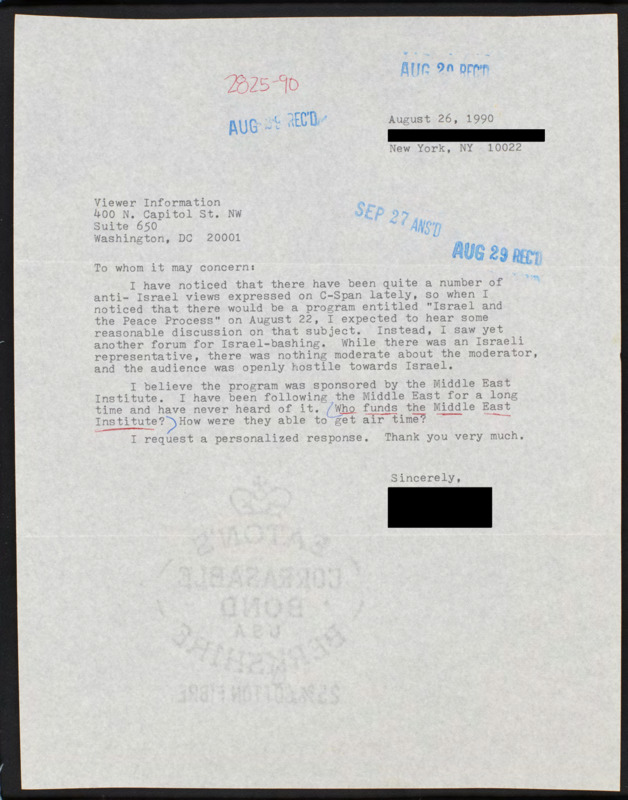 AUG 29 REC'D
2825-90
AUG 29 REC'D
August 26, 1990
New York, NY 10022
Viewer Information
400 N. Capitol St. NW
Suite 650
Washington, DC 20001
SEP 27 ANS'D
AUG 29 REC'D
To whom it may concern:
I have noticed that there have been quite a number of
anti- Israel views expressed on C-Span lately, so when I
noticed that there would be a program entitled "Israel and
the Peace Process" on August 22, I expected to hear some
reasonable discussion on that subject. Instead, I saw yet
another forum for Israel-bashing. While there was an Israeli
representative, there was nothing moderate about the moderator,
and the audience was openly hostile towards Israel.
I believe the program was sponsored by the Middle East
Institute. I have been following the Middle East for a long
time and have never heard of it. (Who funds the Middle East
Institute?) How were they able to get air time?
I request a personalized response. Thank you very much.
Sincerely,
EATON'S
CORRASABLE
BOND
USA
BERKSHIRE
25% COTTON FIBRE